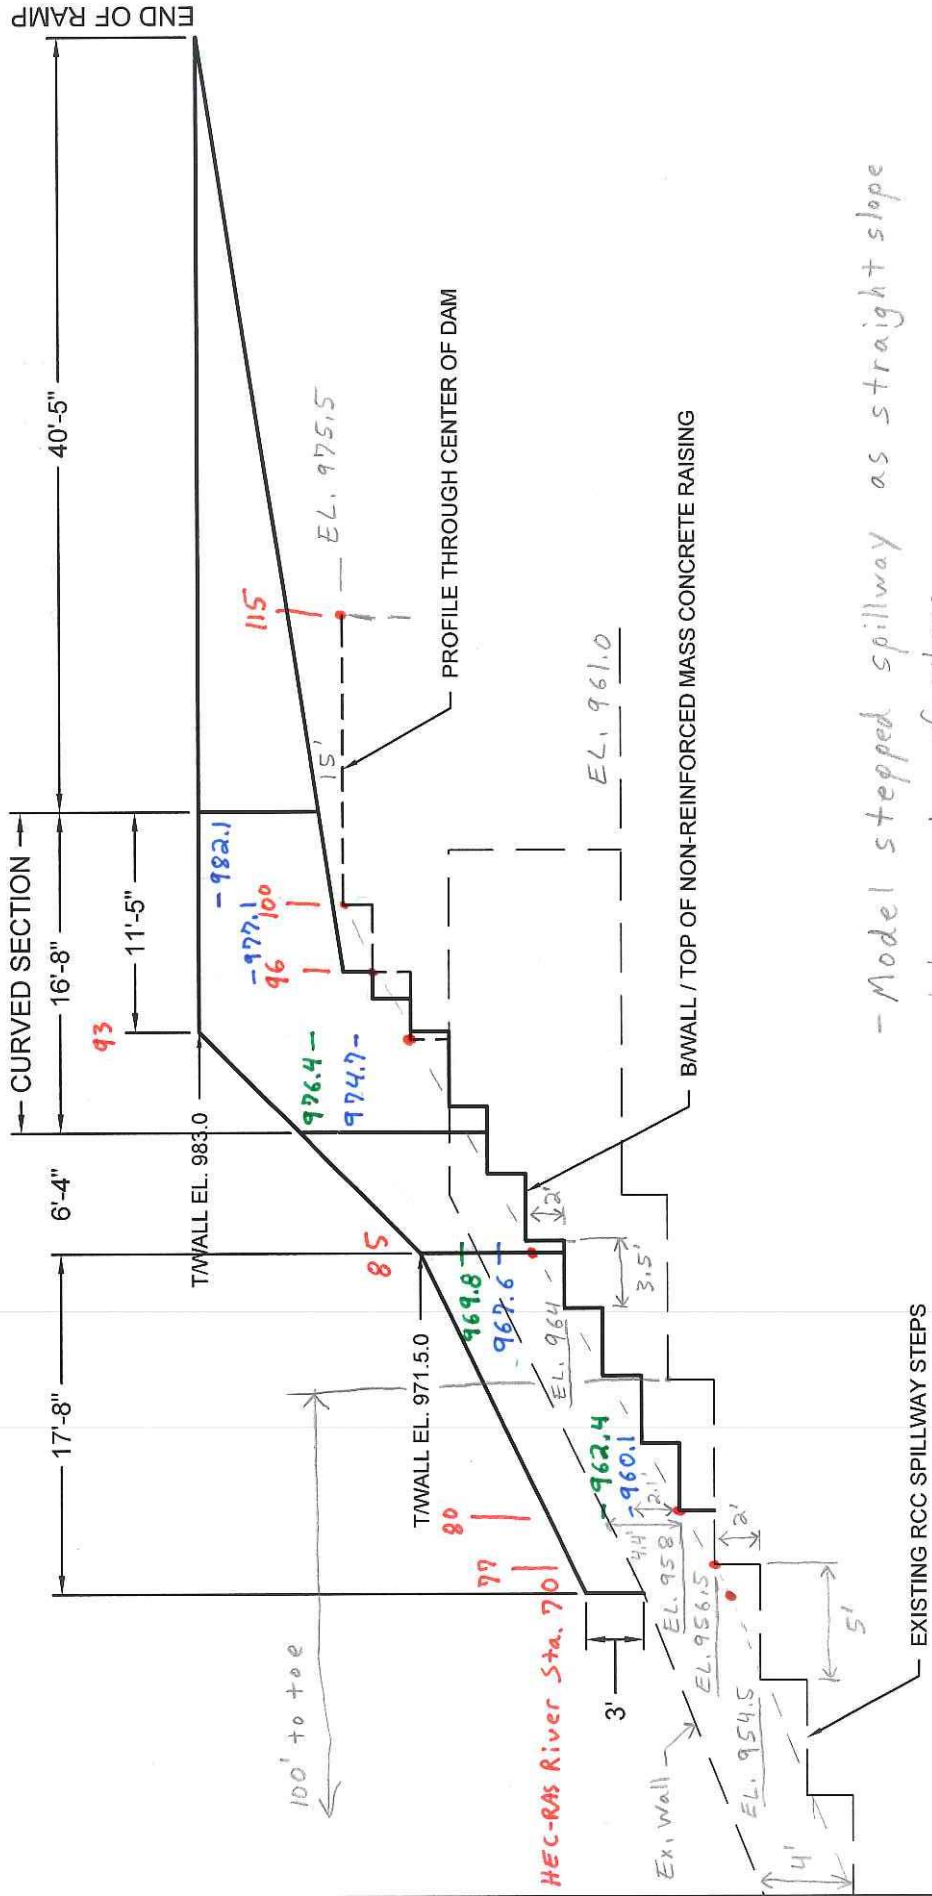 END OF RAMP
40'-5"
CURVED SECTION
16'-8"
11'-5"
6'-4"
17'-8"
93
T/WALL EL. 983.0
-982.1
-977.1
96
100
115
15'
EL. 975.5
PROFILE THROUGH CENTER OF DAM
976.4 -
974.7 -
85
T/WALL EL. 971.5.0
969.8 -
967.6 -
EL. 964
2'
3.5'
B/WALL / TOP OF NON-REINFORCED MASS CONCRETE RAISING
EL. 961.0
100' to toe
80
77
HEC-RAS River Sta. 70
- 962.4
- 960.1
4.4'
2.1'
3'
EL. 958
EL. 956.5
EL. 954.5
Ex. Wall
2'
5'
4'
EXISTING RCC SPILLWAY STEPS
- Model stepped spillway as straight slope